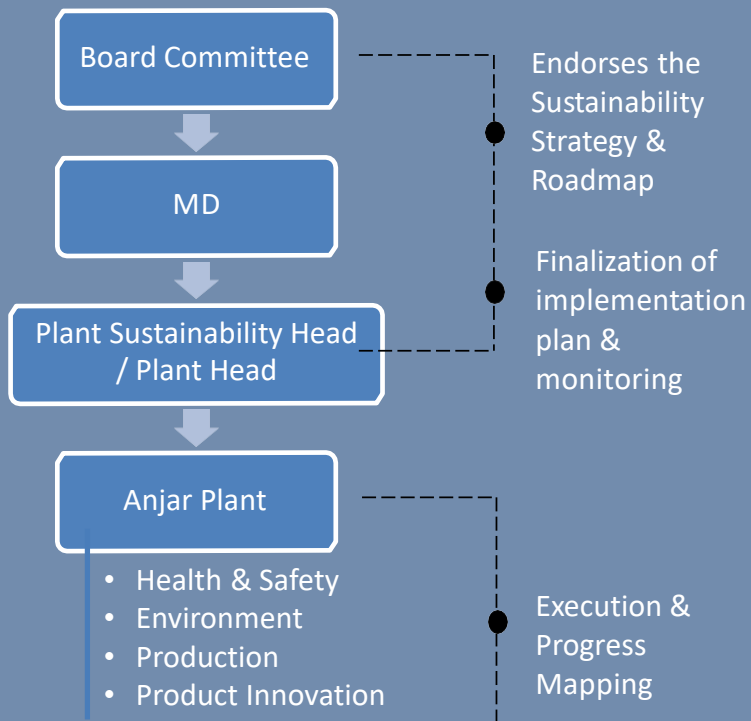 Board Committee
MD
Plant Sustainability Head
/ Plant Head
Anjar Plant
• Health & Safety
• Environment
• Production
• Product Innovation
Endorses the
Sustainability
Strategy &
Roadmap
Finalization of
implementation
plan &
monitoring
Execution &
Progress
Mapping